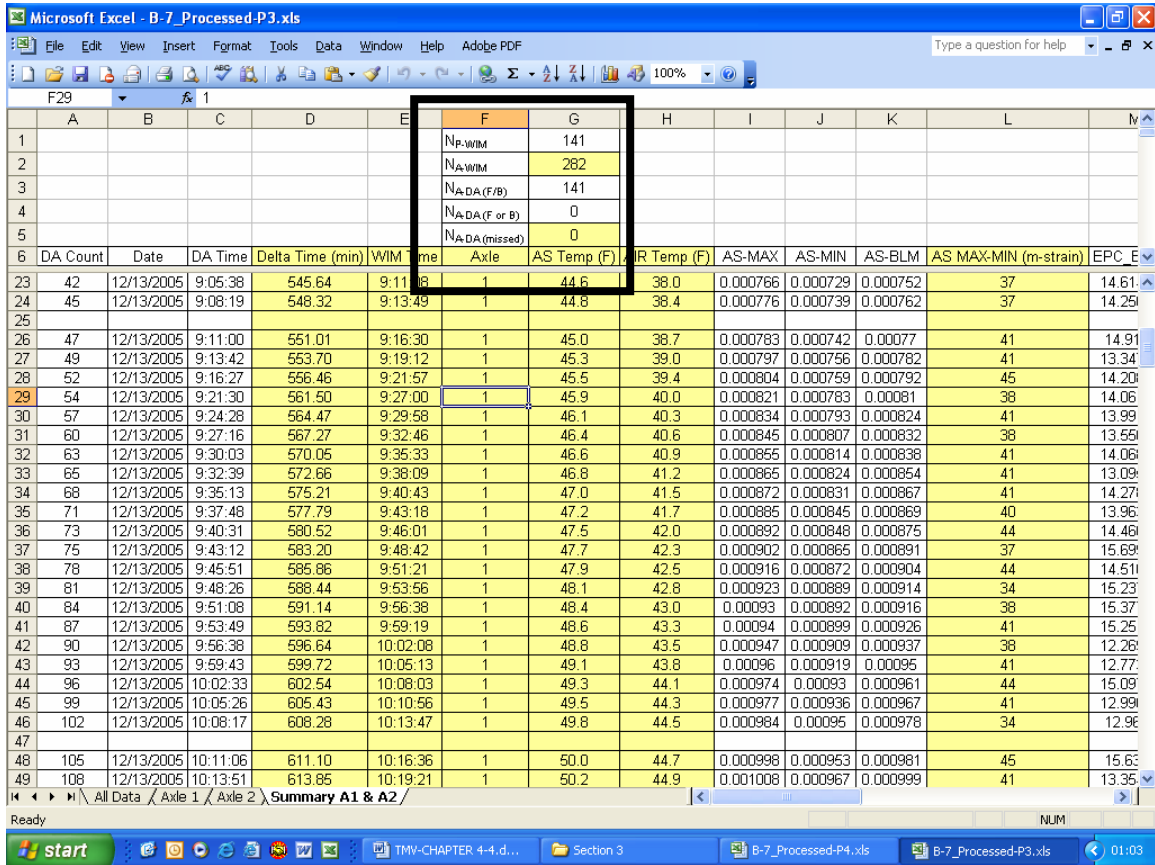 Microsoft Excel - B-7_Processed-P3.xls
File Edit View Insert Format Tools Data Window Help Adobe PDF Type a question for help
100%
F29 fx 1
A B C D E F G H I J K L
1 NP-WIM 141
2 NA-WIM 282
3 NA-DA (F/B) 141
4 NA-DA (F or B) 0
5 NA-DA (missed) 0
6 DA Count Date DA Time Delta Time (min) WIM Time Axle AS Temp (F) AIR Temp (F) AS-MAX AS-MIN AS-BLM AS MAX-MIN (m-strain)
23 42 12/13/2005 9:05:38 545.64 9:11:08 1 44.6 38.0 0.000766 0.000729 0.000752 37 14.61
24 45 12/13/2005 9:08:19 548.32 9:13:49 1 44.8 38.4 0.000776 0.000739 0.000762 37 14.25
25
26 47 12/13/2005 9:11:00 551.01 9:16:30 1 45.0 38.7 0.000783 0.000742 0.00077 41 14.91
27 49 12/13/2005 9:13:42 553.70 9:19:12 1 45.3 39.0 0.000797 0.000756 0.000782 41 13.34
28 52 12/13/2005 9:16:27 556.46 9:21:57 1 45.5 39.4 0.000804 0.000759 0.000792 45 14.20
29 54 12/13/2005 9:21:30 561.50 9:27:00 1 45.9 40.0 0.000821 0.000783 0.00081 38 14.06
30 57 12/13/2005 9:24:28 564.47 9:29:58 1 46.1 40.3 0.000834 0.000793 0.000824 41 13.99
31 60 12/13/2005 9:27:16 567.27 9:32:46 1 46.4 40.6 0.000845 0.000807 0.000832 38 13.55
32 63 12/13/2005 9:30:03 570.05 9:35:33 1 46.6 40.9 0.000855 0.000814 0.000838 41 14.06
33 65 12/13/2005 9:32:39 572.66 9:38:09 1 46.8 41.2 0.000865 0.000824 0.000854 41 13.09
34 68 12/13/2005 9:35:13 575.21 9:40:43 1 47.0 41.5 0.000872 0.000831 0.000867 41 14.27
35 71 12/13/2005 9:37:48 577.79 9:43:18 1 47.2 41.7 0.000885 0.000845 0.000869 40 13.96
36 73 12/13/2005 9:40:31 580.52 9:46:01 1 47.5 42.0 0.000892 0.000848 0.000875 44 14.46
37 75 12/13/2005 9:43:12 583.20 9:48:42 1 47.7 42.3 0.000902 0.000865 0.000891 37 15.69
38 78 12/13/2005 9:45:51 585.86 9:51:21 1 47.9 42.5 0.000916 0.000872 0.000904 44 14.51
39 81 12/13/2005 9:48:26 588.44 9:53:56 1 48.1 42.8 0.000923 0.000889 0.000914 34 15.23
40 84 12/13/2005 9:51:08 591.14 9:56:38 1 48.4 43.0 0.00093 0.000892 0.000916 38 15.37
41 87 12/13/2005 9:53:49 593.82 9:59:19 1 48.6 43.3 0.00094 0.000899 0.000926 41 15.25
42 90 12/13/2005 9:56:38 596.64 10:02:08 1 48.8 43.5 0.000947 0.000909 0.000937 38 12.26
43 93 12/13/2005 9:59:43 599.72 10:05:13 1 49.1 43.8 0.00096 0.000919 0.00095 41 12.77
44 96 12/13/2005 10:02:33 602.54 10:08:03 1 49.3 44.1 0.000974 0.00093 0.000961 44 15.09
45 99 12/13/2005 10:05:26 605.43 10:10:56 1 49.5 44.3 0.000977 0.000936 0.000967 41 12.99
46 102 12/13/2005 10:08:17 608.28 10:13:47 1 49.8 44.5 0.000984 0.00095 0.000978 34 12.96
47
48 105 12/13/2005 10:11:06 611.10 10:16:36 1 50.0 44.7 0.000998 0.000953 0.000981 45 15.63
49 108 12/13/2005 10:13:51 613.85 10:19:21 1 50.2 44.9 0.001008 0.000967 0.000999 41 13.35
All Data Axle 1 Axle 2 Summary A1 & A2
Ready NUM
start TMV-CHAPTER 4-4.d... Section 3 B-7_Processed-P4.xls B-7_Processed-P3.xls 01:03